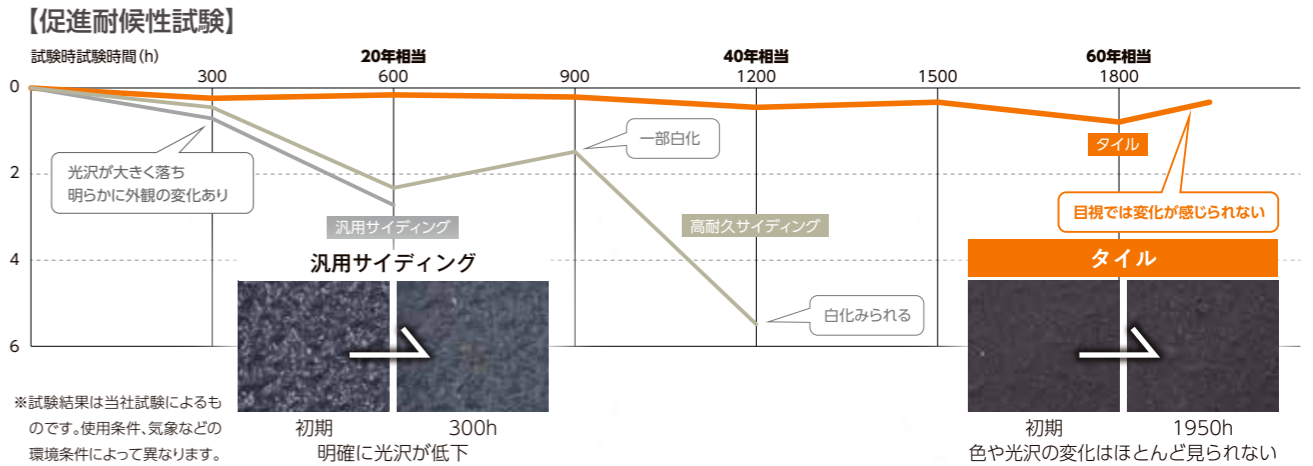 【促進耐候性試験】
試験時試験時間(h)
20年相当
40年相当
60年相当
300
600
900
1200
1500
1800
0
2
4
6
光沢が大きく落ち
明らかに外観の変化あり
一部白化
タイル
目視では変化が感じられない
汎用サイディング
高耐久サイディング
白化みられる
汎用サイディング
初期
300h
明確に光沢が低下
タイル
初期
1950h
色や光沢の変化はほとんど見られない
※試験結果は当社試験によるも
のです。使用条件、気象などの
環境条件によって異なります。